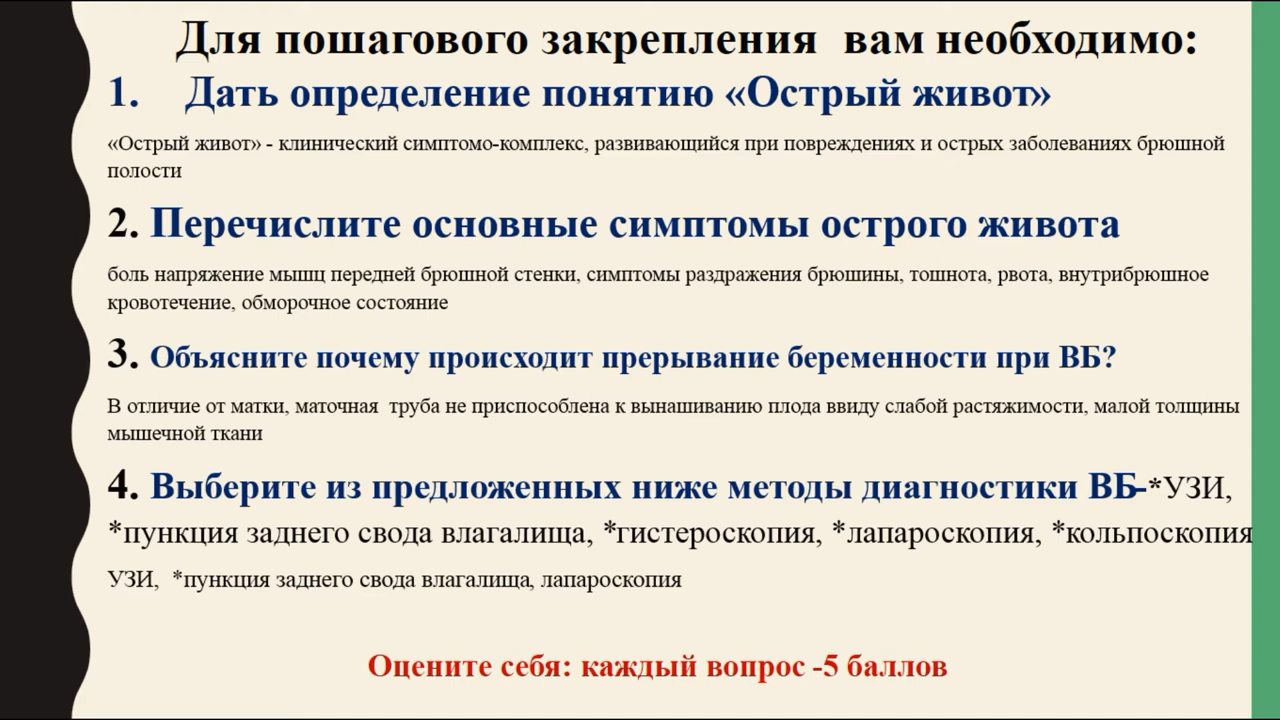 Для пошагового закрепления вам необходимо:
1. Дать определение понятию «Острый живот»
«Острый живот» - клинический симптомо-комплекс, развивающийся при повреждениях и острых заболеваниях брюшной
полости
2. Перечислите основные симптомы острого живота
боль напряжение мышц передней брюшной стенки, симптомы раздражения брюшины, тошнота, рвота, внутрибрюшное
кровотечение, обморочное состояние
3. Объясните почему происходит прерывание беременности при ВБ?
В отличие от матки, маточная труба не приспособлена к вынашиванию плода ввиду слабой растяжимости, малой толщины
мышечной ткани
4. Выберите из предложенных ниже методы диагностики ВБ-*УЗИ,
*пункция заднего свода влагалища, *гистероскопия, *лапароскопия, *кольпоскопия
УЗИ, *пункция заднего свода влагалища, лапароскопия
Оцените себя: каждый вопрос -5 баллов